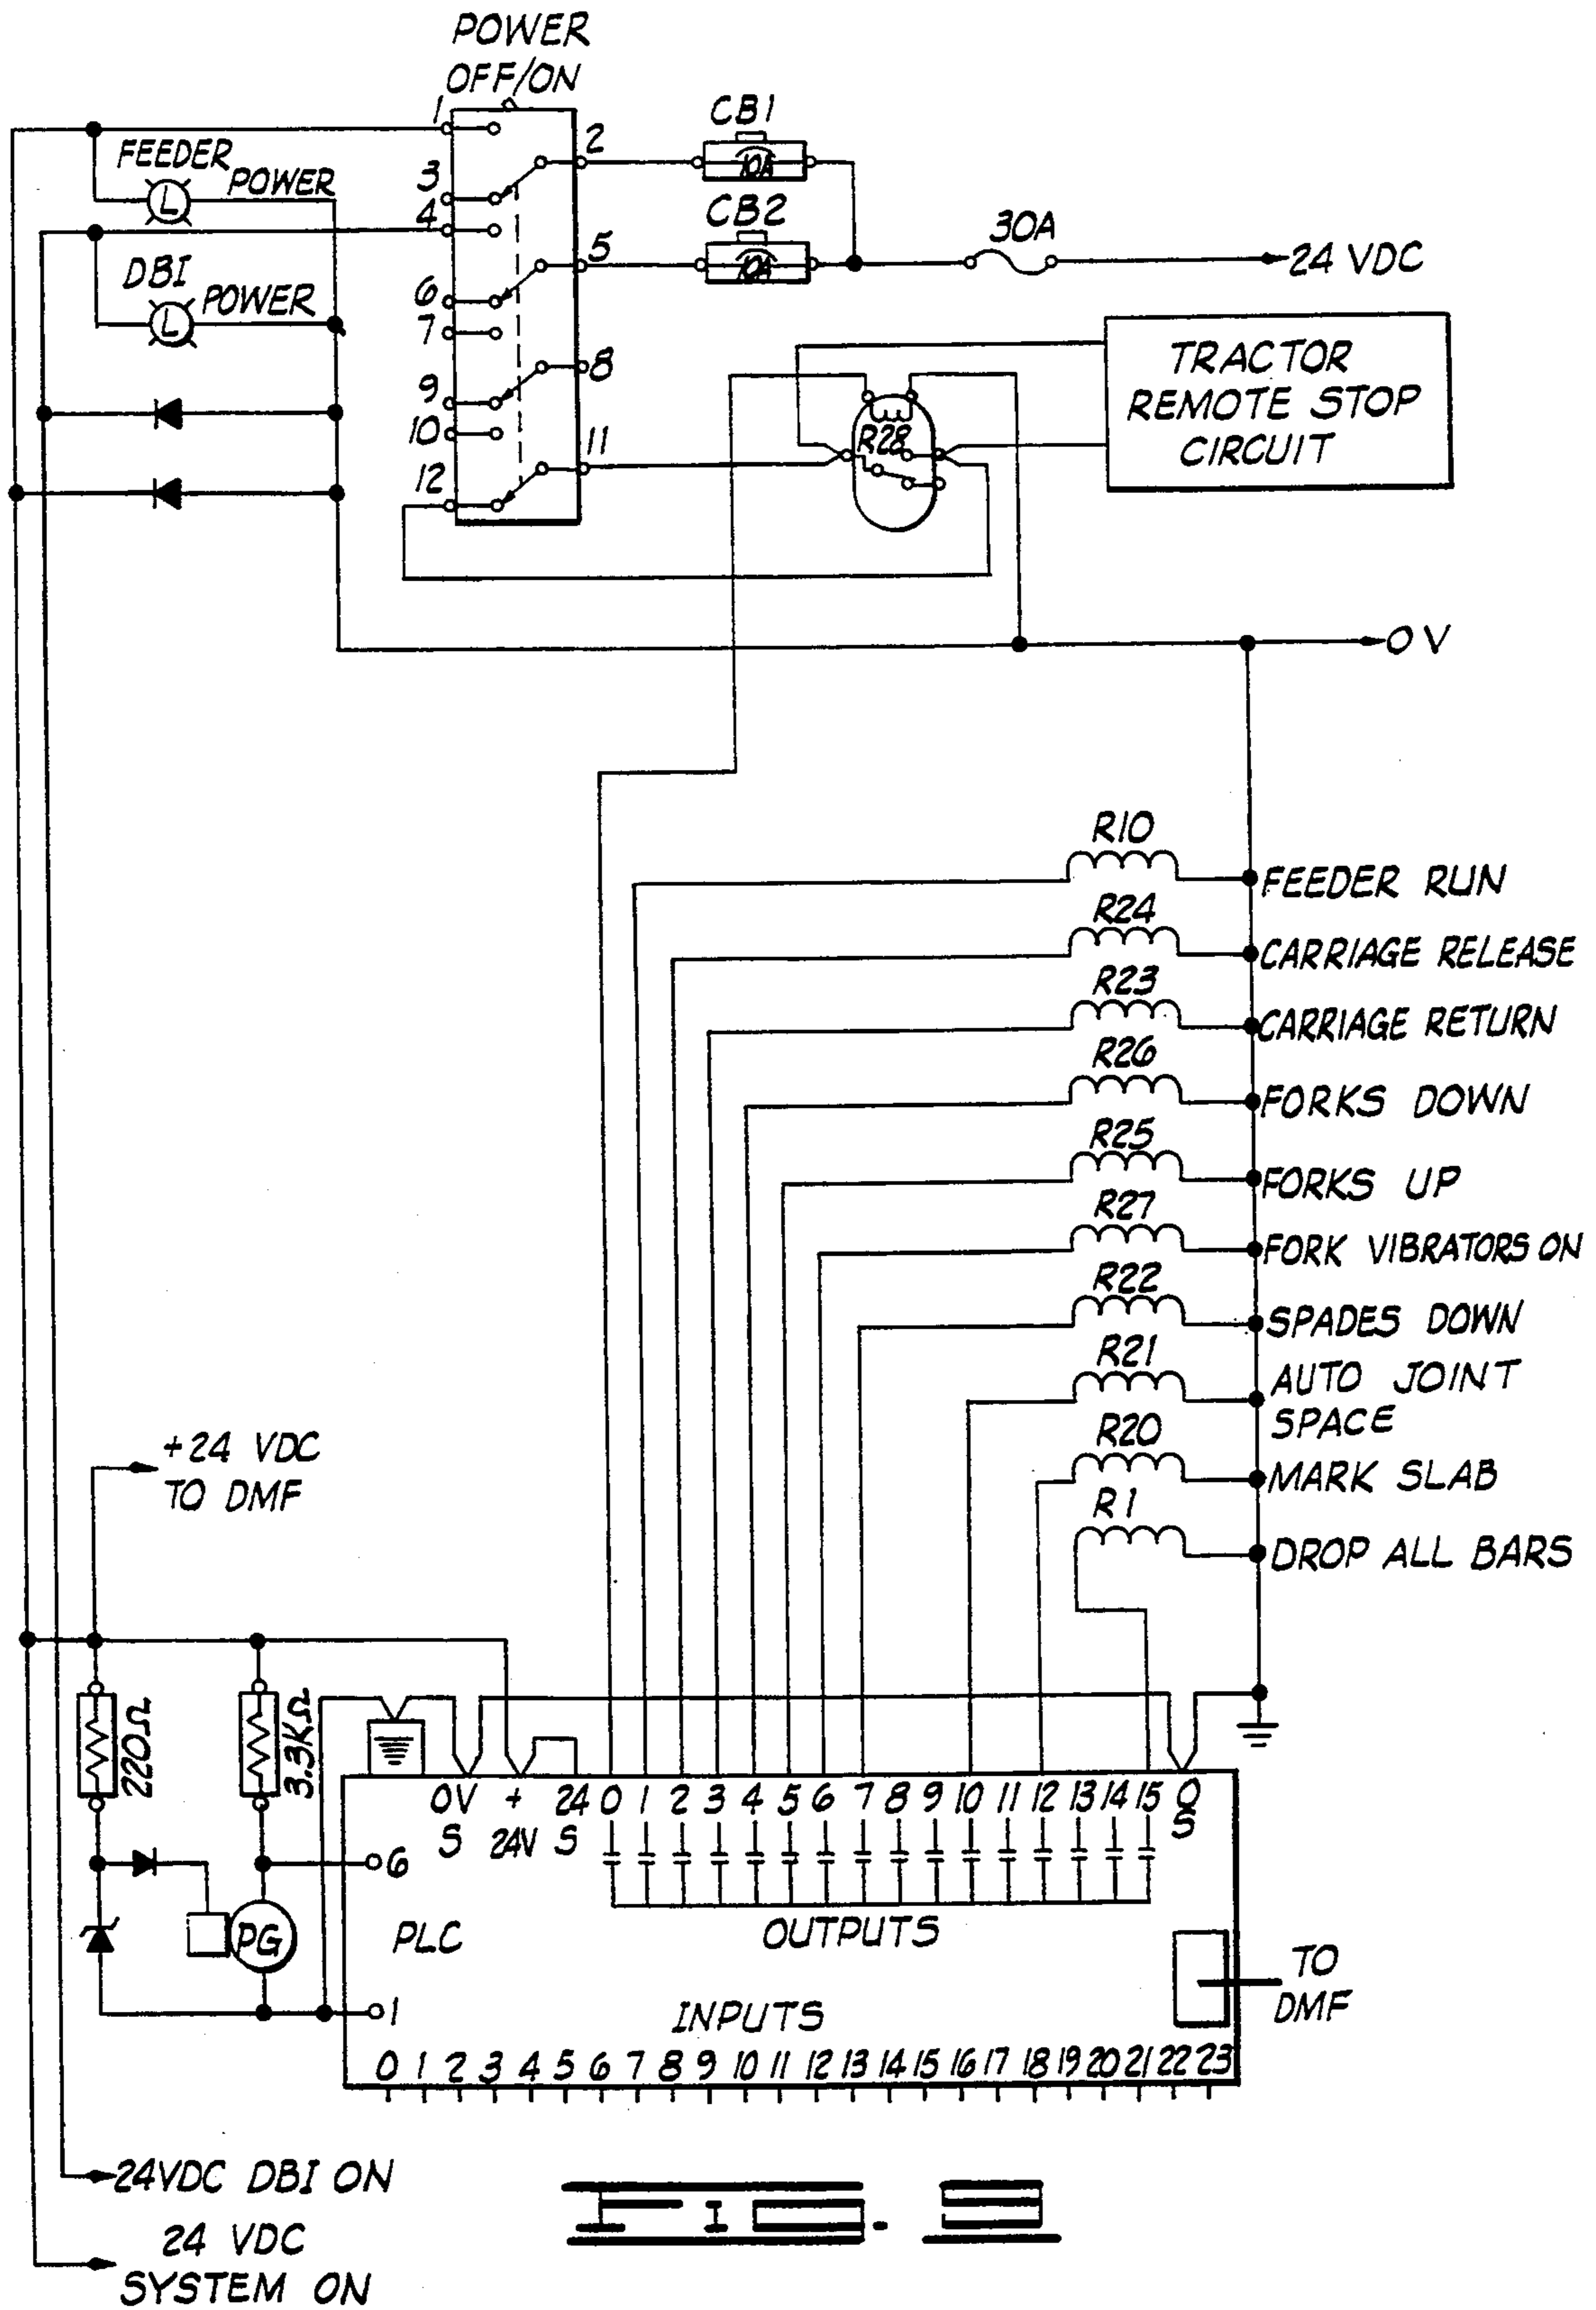 POWER
OFF/ON
1
2
3
4
5
6
7
8
9
10
11
12
FEEDER
POWER
L
DBI
POWER
L
CB1
10A
CB2
10A
30A
24 VDC
TRACTOR
REMOTE STOP
CIRCUIT
R28
0 V
R10
FEEDER RUN
R24
CARRIAGE RELEASE
R23
CARRIAGE RETURN
R26
FORKS DOWN
R25
FORKS UP
R27
FORK VIBRATORS ON
R22
SPADES DOWN
R21
AUTO JOINT
SPACE
R20
MARK SLAB
R1
DROP ALL BARS
+24 VDC
TO DMF
220Ω
3.3KΩ
0V + 24 0 1 2 3 4 5 6 7 8 9 10 11 12 13 14 15 0
S 24V S S
6
PG
PLC
OUTPUTS
1
INPUTS
TO
DMF
0 1 2 3 4 5 6 7 8 9 10 11 12 13 14 15 16 17 18 19 20 21 22 23
24VDC DBI ON
24 VDC
SYSTEM ON